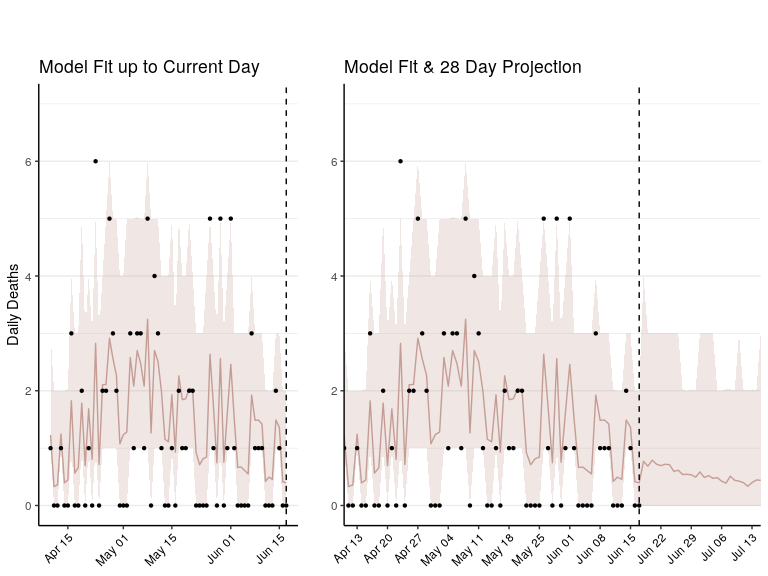 Model Fit up to Current Day
Model Fit & 28 Day Projection
Daily Deaths
6
4
2
0
6
4
2
0
Apr 15
May 01
May 15
Jun 01
Jun 15
Apr 13
Apr 20
Apr 27
May 04
May 11
May 18
May 25
Jun 01
Jun 08
Jun 15
Jun 22
Jun 29
Jul 06
Jul 13